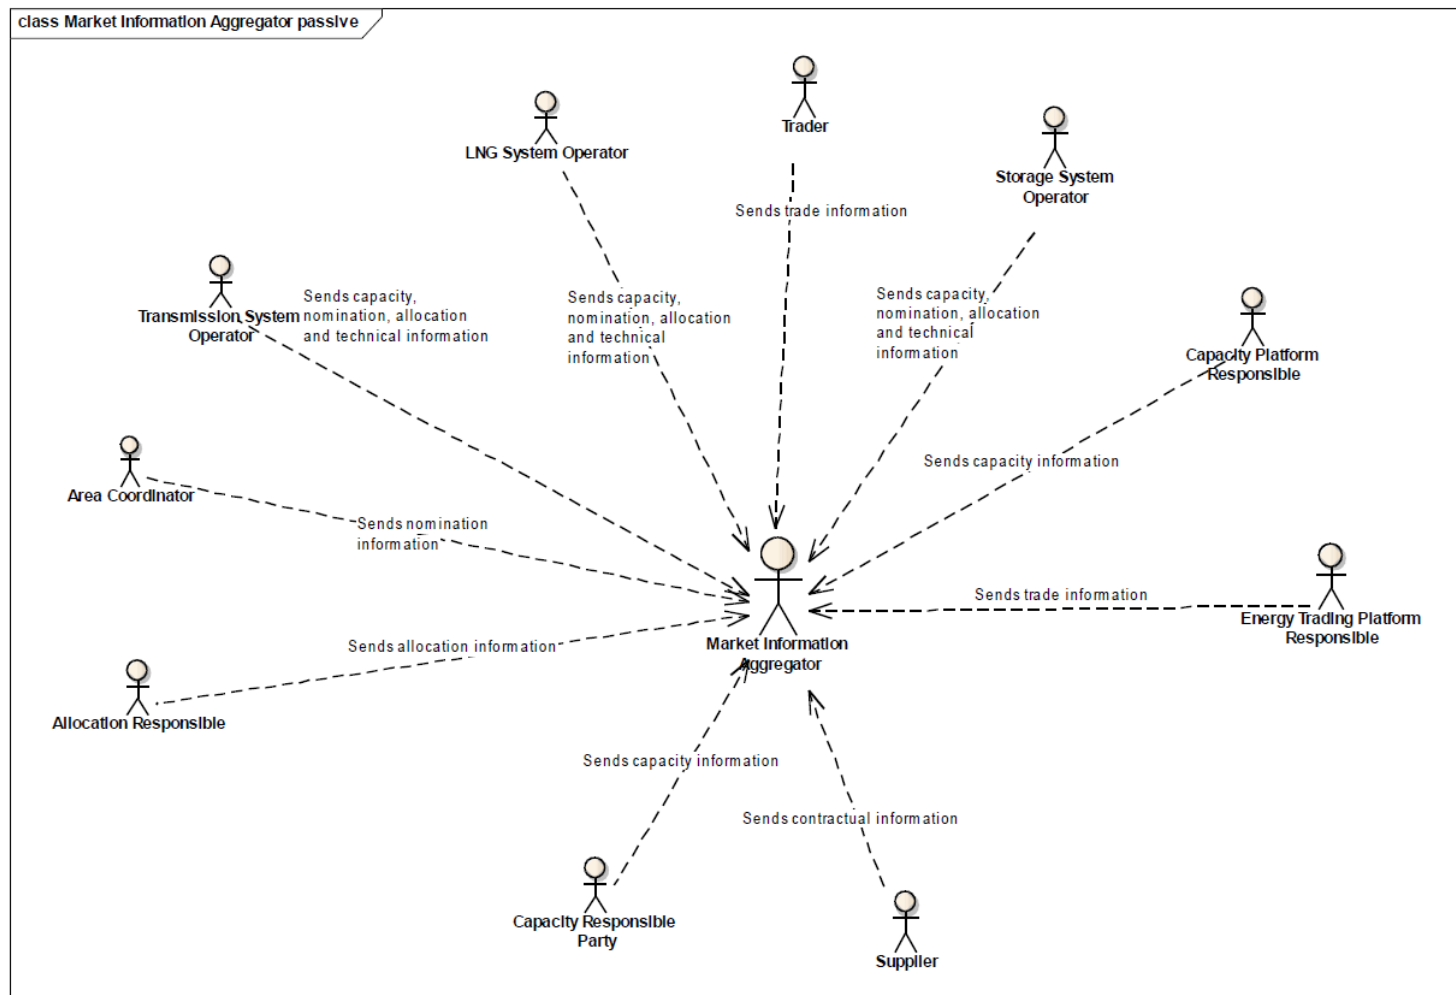 class Market Information Aggregator passive
Trader
LNG System Operator
Storage System
Operator
Sends trade information
Transmission System
Operator
Sends capacity,
nomination, allocation
and technical information
Sends capacity,
nomination, allocation
and technical
information
Sends capacity,
nomination, allocation
and technical
information
Capacity Platform
Responsible
Area Coordinator
Sends capacity information
Sends nomination
information
Sends trade information
Energy Trading Platform
Responsible
Market Information
Aggregator
Sends allocation information
Allocation Responsible
Sends capacity information
Sends contractual information
Capacity Responsible
Party
Supplier